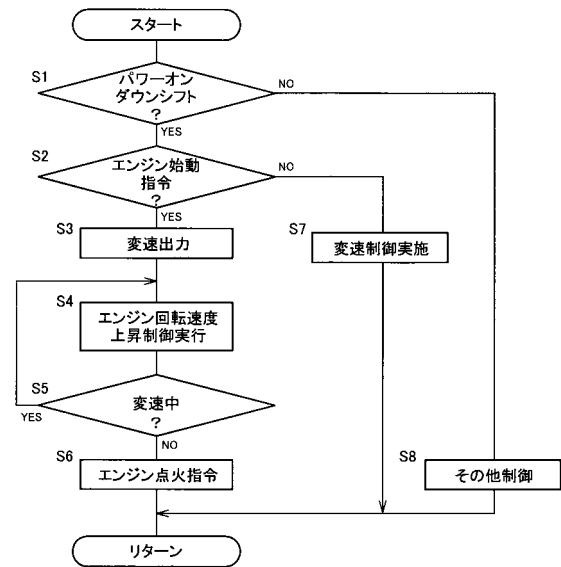 スタート
S1
パワーオン
ダウンシフト
?
NO
YES
S2
エンジン始動
指令
?
NO
YES
S3
変速出力
S7
変速制御実施
S4
エンジン回転速度
上昇制御実行
S5
変速中
?
YES
NO
S6
エンジン点火指令
S8
その他制御
リターン